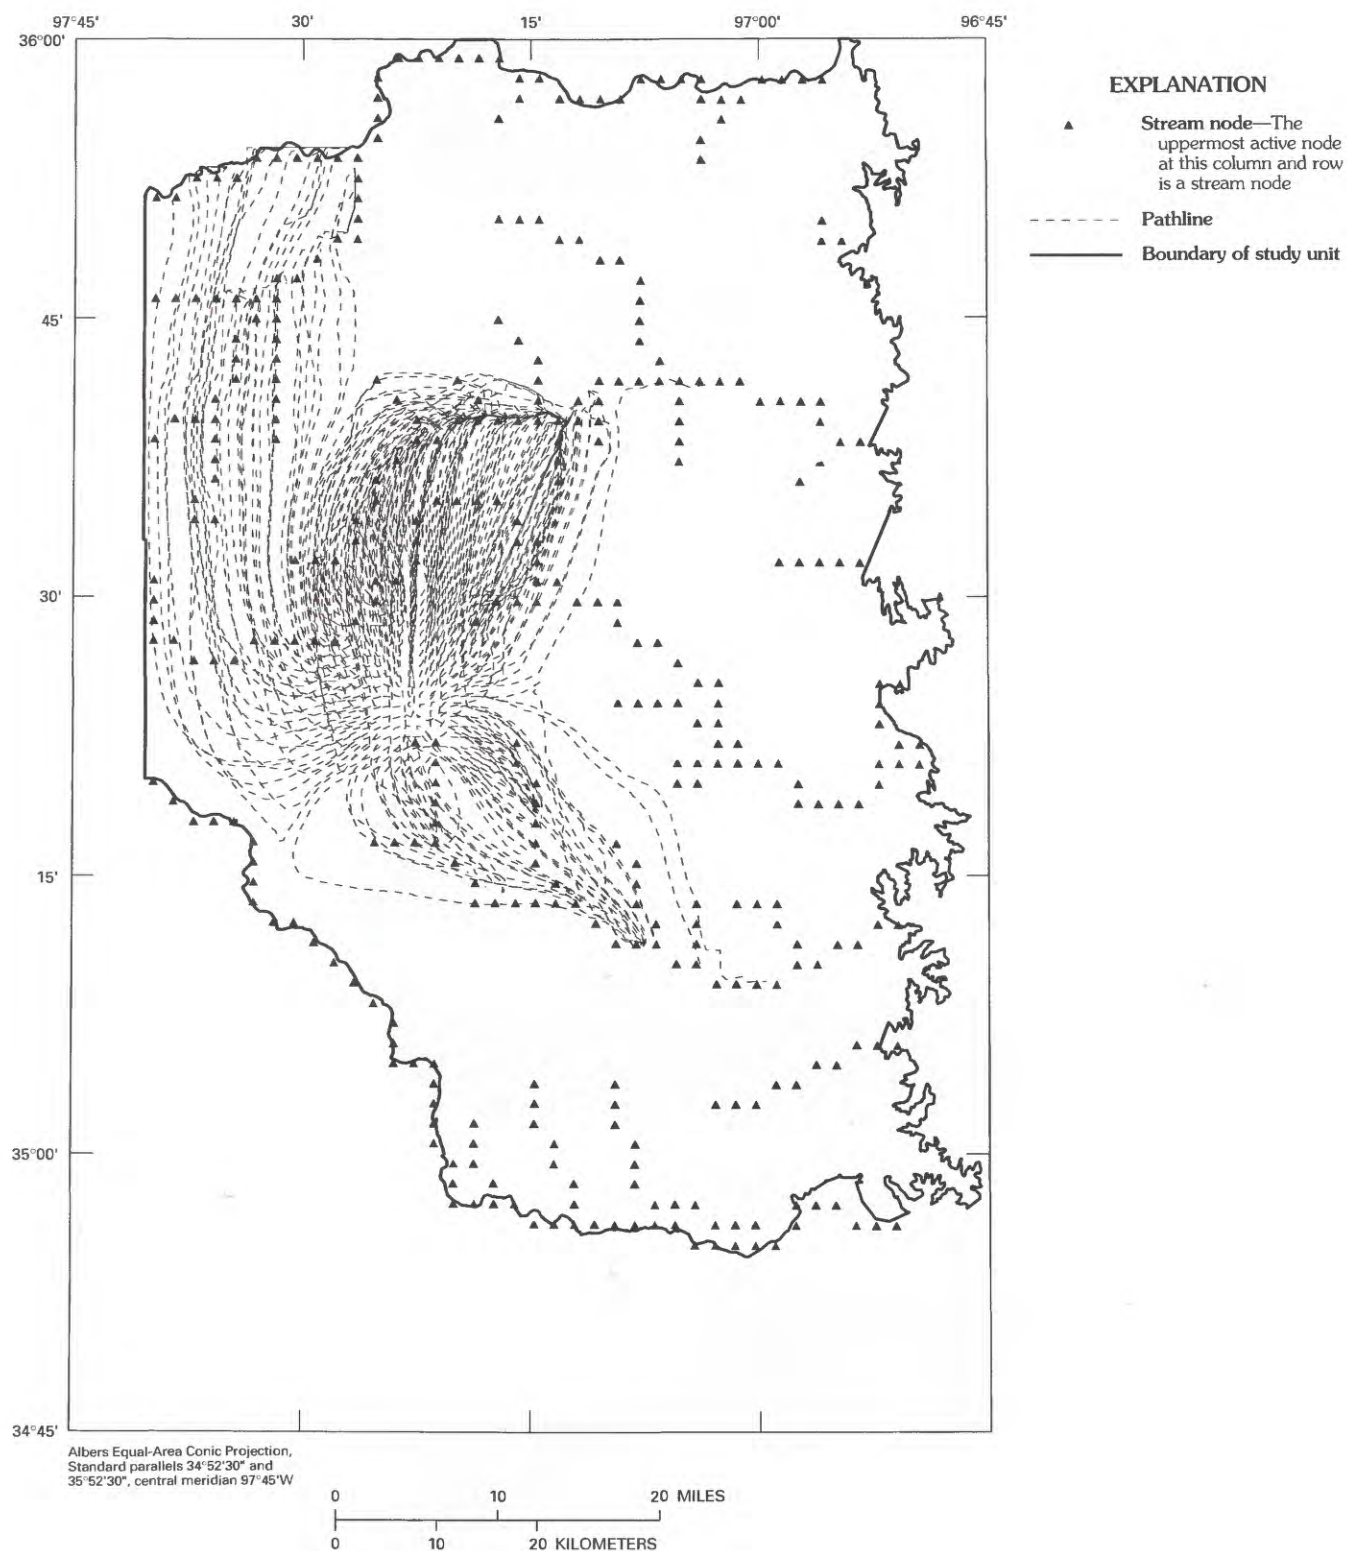 97°45' 30' 15' 97°00' 96°45'
36°00'
45'
30'
15'
35°00'
34°45'
EXPLANATION
Stream node—The
uppermost active node
at this column and row
is a stream node
Pathline
Boundary of study unit
Albers Equal-Area Conic Projection,
Standard parallels 34°52'30" and
35°52'30", central meridian 97°45'W
0 10 20 MILES
0 10 20 KILOMETERS